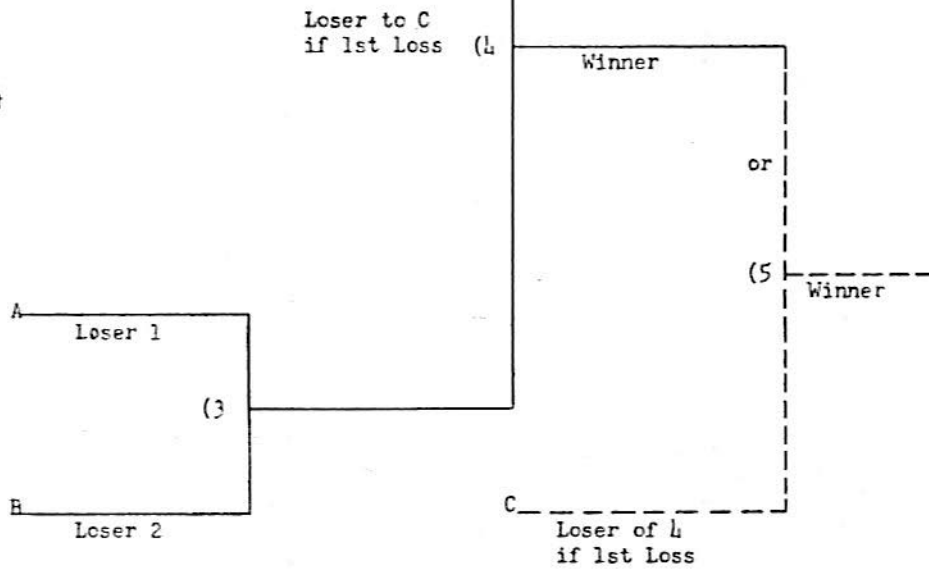 Loser to C
if 1st Loss (4
Winner
or
(5
Winner
A
Loser 1
(3
B
Loser 2
C
Loser of 4
if 1st Loss